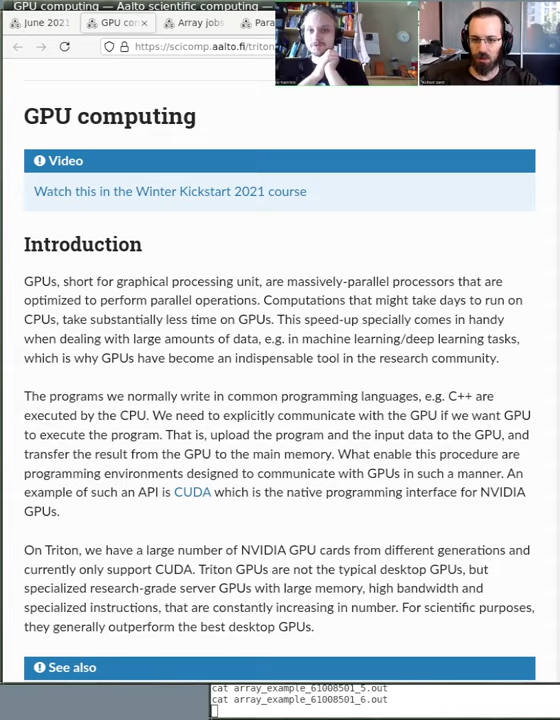 GPU computing — Aalto scientific computing —
June 2021
GPU con
Array jobs
Para
https://scicomp.aalto.fi/triton
GPU computing
Video
Watch this in the Winter Kickstart 2021 course
Introduction
GPUs, short for graphical processing unit, are massively-parallel processors that are
optimized to perform parallel operations. Computations that might take days to run on
CPUs, take substantially less time on GPUs. This speed-up specially comes in handy
when dealing with large amounts of data, e.g. in machine learning/deep learning tasks,
which is why GPUs have become an indispensable tool in the research community.
The programs we normally write in common programming languages, e.g. C++ are
executed by the CPU. We need to explicitly communicate with the GPU if we want GPU
to execute the program. That is, upload the program and the input data to the GPU, and
transfer the result from the GPU to the main memory. What enable this procedure are
programming environments designed to communicate with GPUs in such a manner. An
example of such an API is CUDA which is the native programming interface for NVIDIA
GPUs.
On Triton, we have a large number of NVIDIA GPU cards from different generations and
currently only support CUDA. Triton GPUs are not the typical desktop GPUs, but
specialized research-grade server GPUs with large memory, high bandwidth and
specialized instructions, that are constantly increasing in number. For scientific purposes,
they generally outperform the best desktop GPUs.
See also
cat array_example_61008501_5.out
cat array_example_61008501_6.out